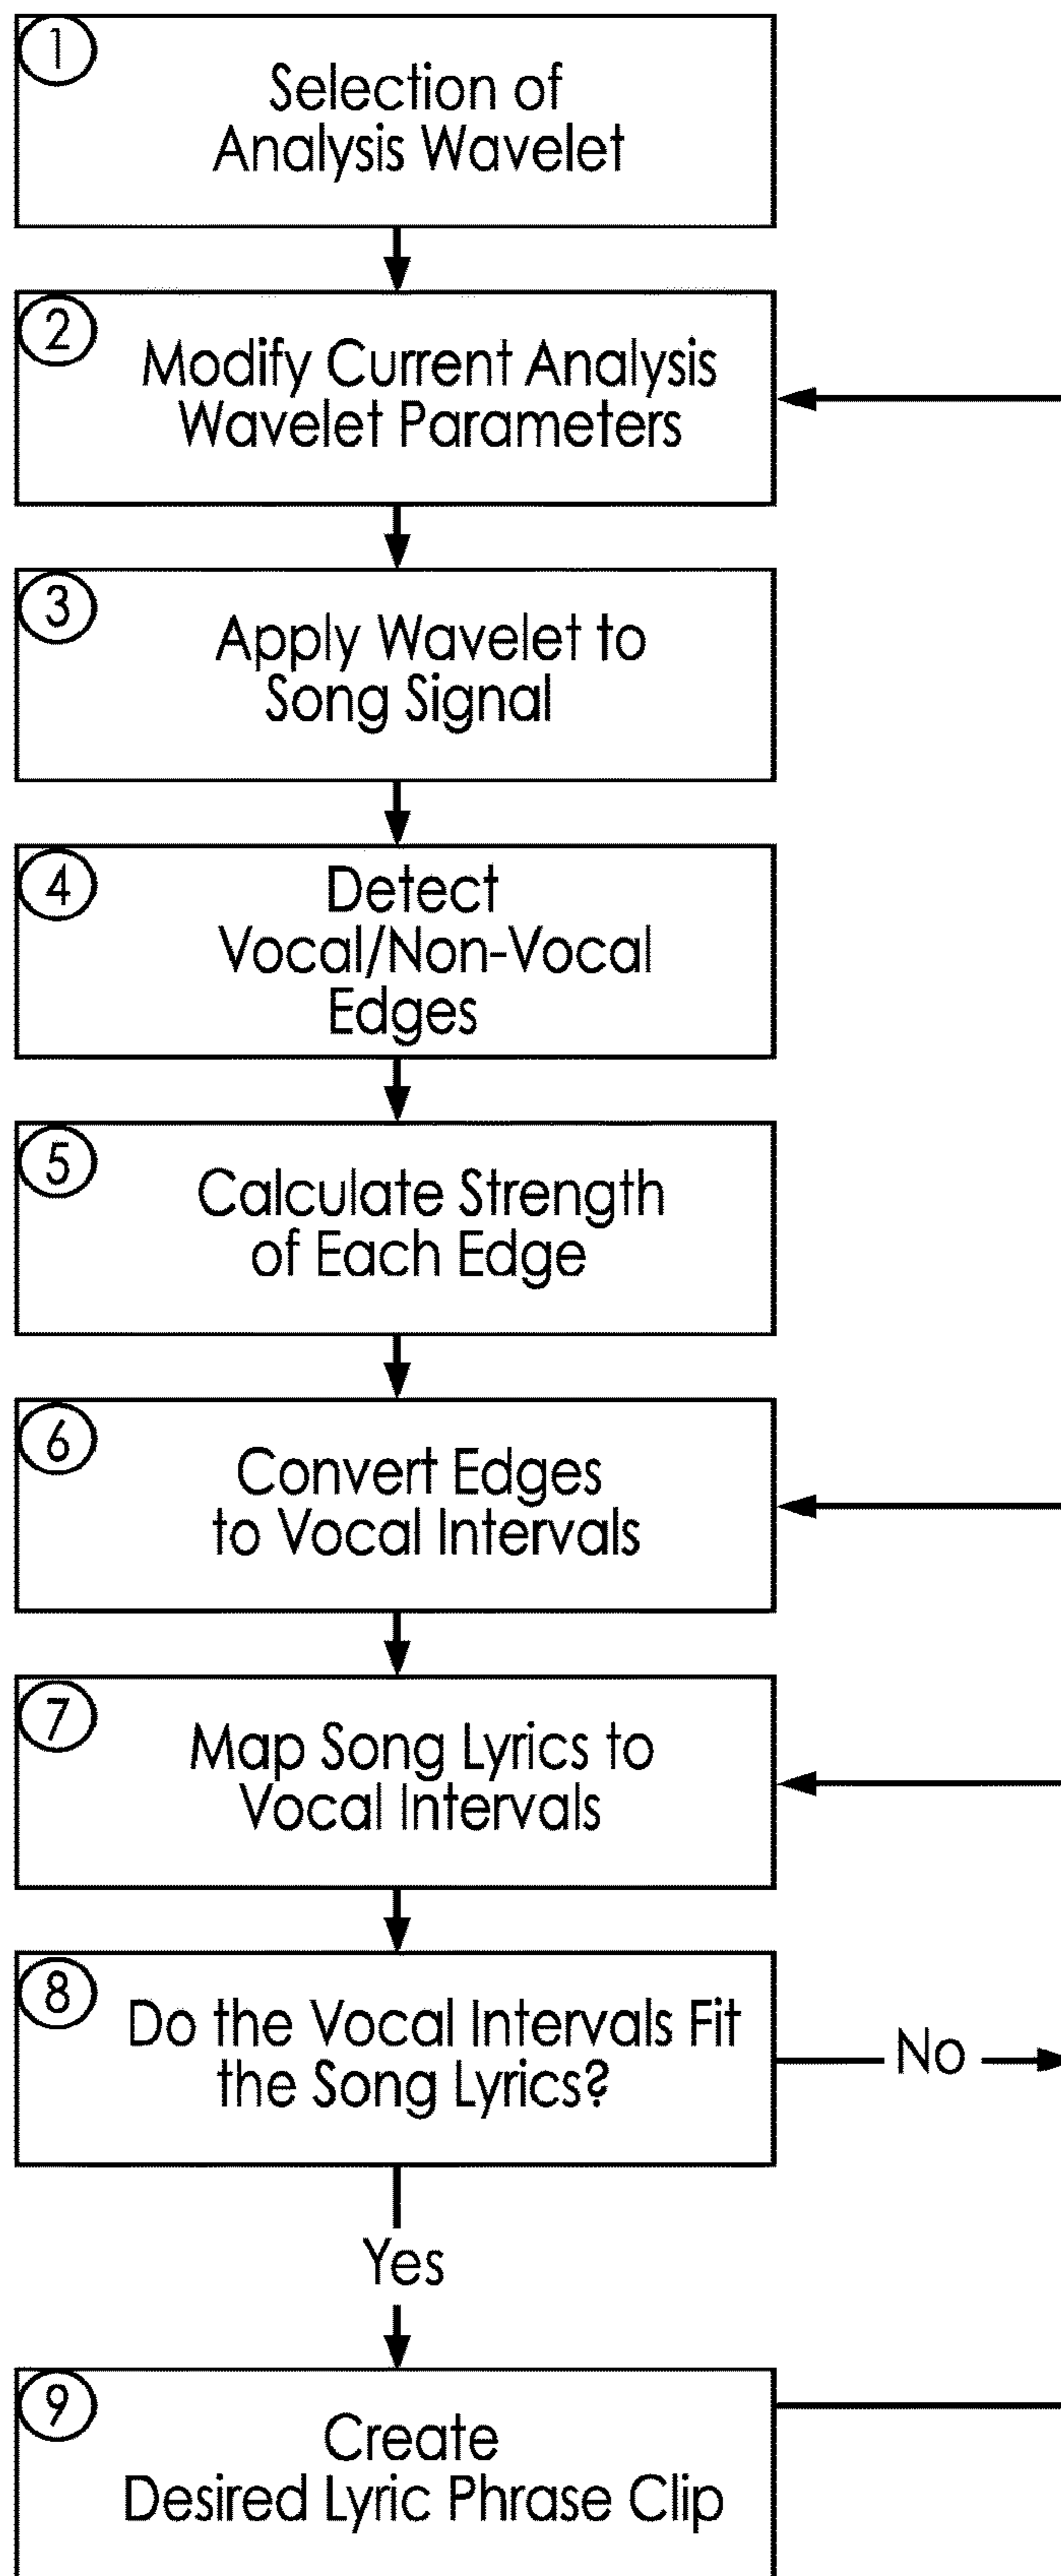 1
Selection of
Analysis Wavelet
2
Modify Current Analysis
Wavelet Parameters
3
Apply Wavelet to
Song Signal
4
Detect
Vocal/Non-Vocal
Edges
5
Calculate Strength
of Each Edge
6
Convert Edges
to Vocal Intervals
7
Map Song Lyrics to
Vocal Intervals
8
Do the Vocal Intervals Fit
the Song Lyrics?
No
Yes
9
Create
Desired Lyric Phrase Clip